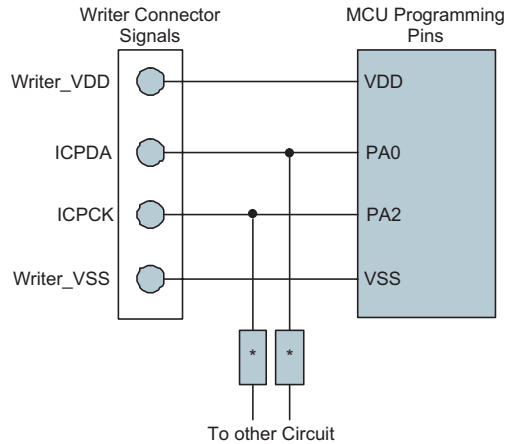 Writer Connector
Signals
MCU Programming
Pins
Writer_VDD
VDD
ICPDA
PA0
ICPCK
PA2
Writer_VSS
VSS
* *
To other Circuit